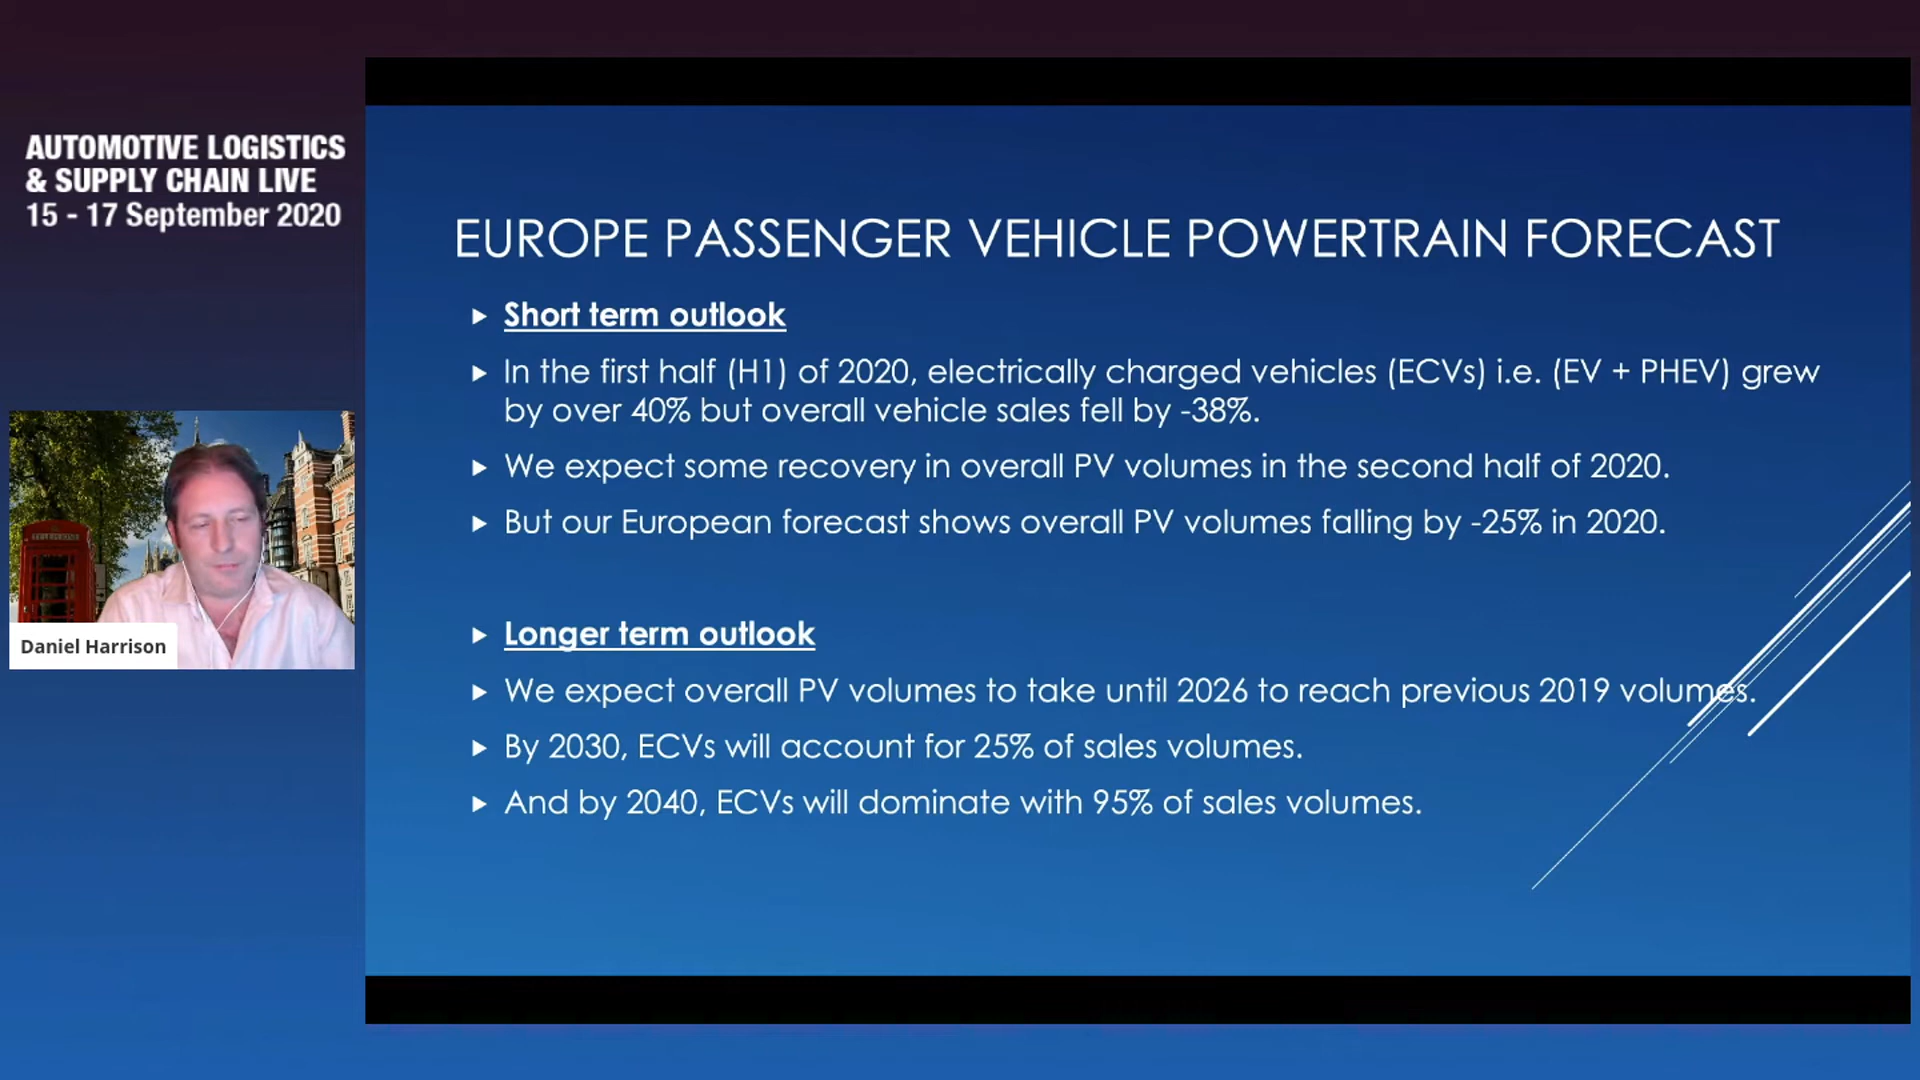 AUTOMOTIVE LOGISTICS
& SUPPLY CHAIN LIVE
15 - 17 September 2020
Daniel Harrison
EUROPE PASSENGER VEHICLE POWERTRAIN FORECAST
Short term outlook
In the first half (H1) of 2020, electrically charged vehicles (ECVs) i.e. (EV + PHEV) grew
by over 40% but overall vehicle sales fell by -38%.
We expect some recovery in overall PV volumes in the second half of 2020.
But our European forecast shows overall PV volumes falling by -25% in 2020.
Longer term outlook
We expect overall PV volumes to take until 2026 to reach previous 2019 volumes.
By 2030, ECVs will account for 25% of sales volumes.
And by 2040, ECVs will dominate with 95% of sales volumes.